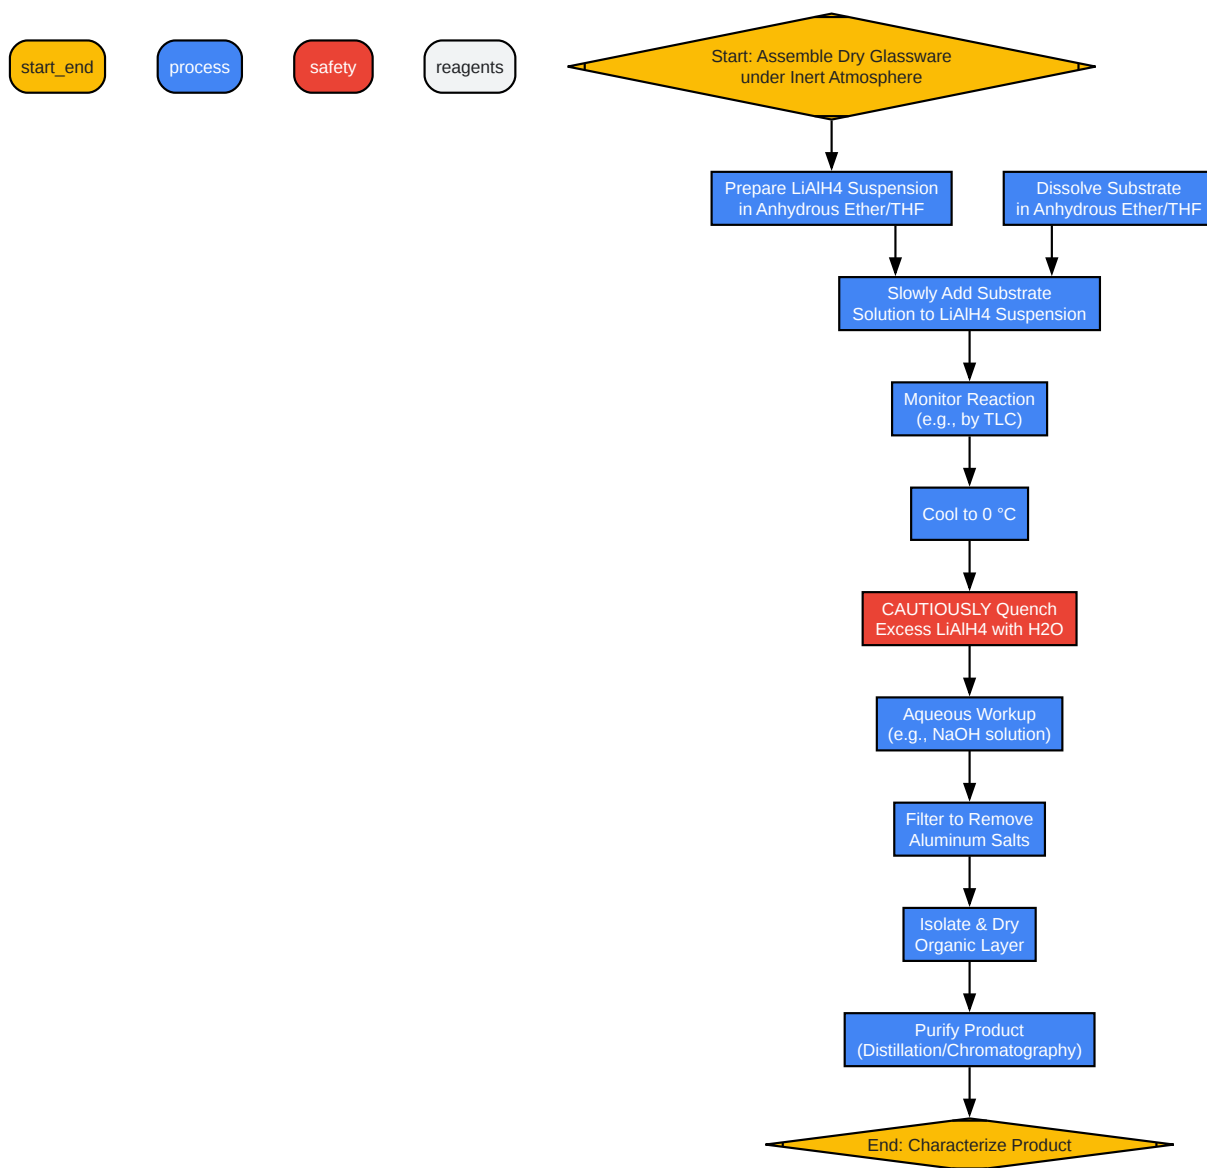 start_end
process
safety
reagents
Start: Assemble Dry Glassware
under Inert Atmosphere
Prepare LiAlH4 Suspension
in Anhydrous Ether/THF
Dissolve Substrate
in Anhydrous Ether/THF
Slowly Add Substrate
Solution to LiAlH4 Suspension
Monitor Reaction
(e.g., by TLC)
Cool to 0 °C
CAUTIOUSLY Quench
Excess LiAlH4 with H2O
Aqueous Workup
(e.g., NaOH solution)
Filter to Remove
Aluminum Salts
Isolate & Dry
Organic Layer
Purify Product
(Distillation/Chromatography)
End: Characterize Product